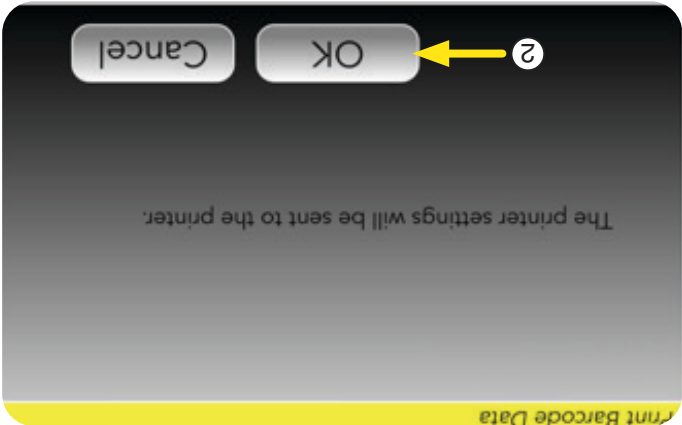 Print Barcode Data
The printer settings will be sent to the printer.
2
OK
Cancel